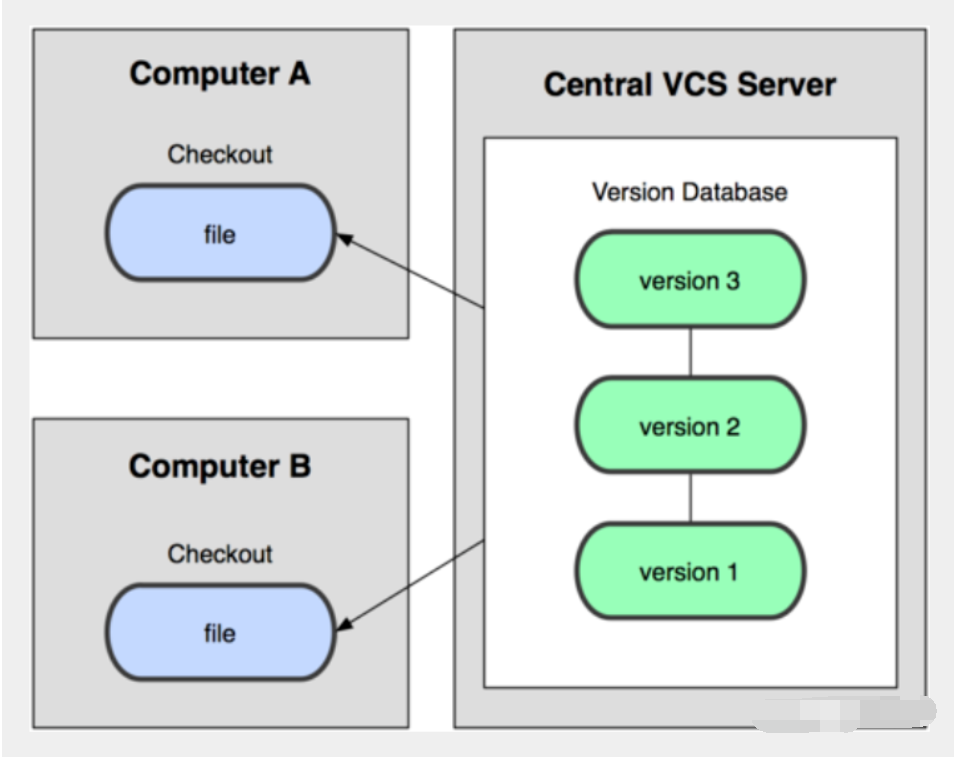 Computer A
Checkout
file
Computer B
Checkout
file
Central VCS Server
Version Database
version 3
version 2
version 1